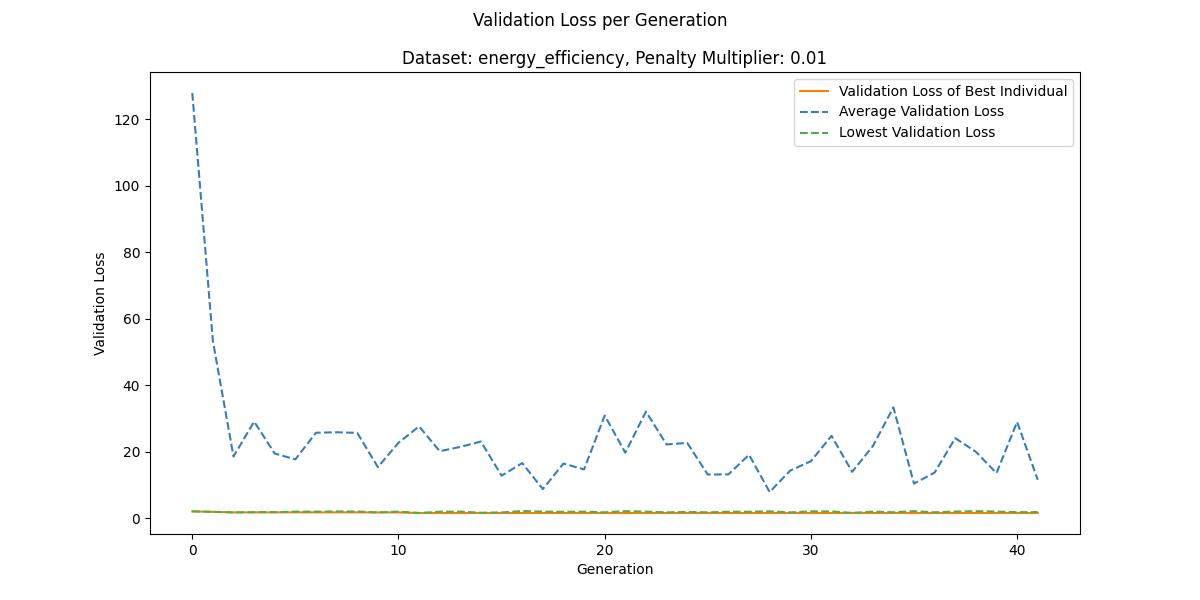 Validation Loss per Generation
Dataset: energy_efficiency, Penalty Multiplier: 0.01
Validation Loss of Best Individual
Average Validation Loss
Lowest Validation Loss
Validation Loss
120
100
80
60
40
20
0
0 10 20 30 40
Generation